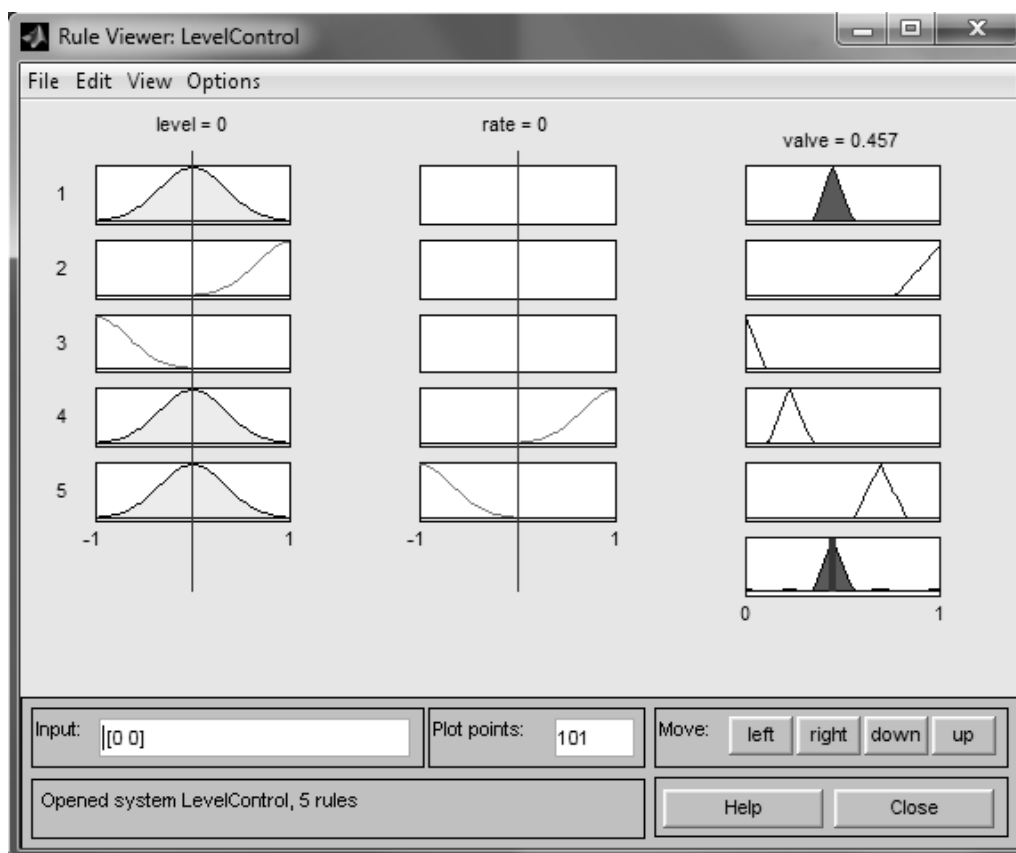 Rule Viewer: LevelControl
File Edit View Options
level = 0
rate = 0
valve = 0.457
1
2
3
4
5
-1
1
-1
1
0
1
Input:
[0 0]
Plot points:
101
Move:
left
right
down
up
Opened system LevelControl, 5 rules
Help
Close